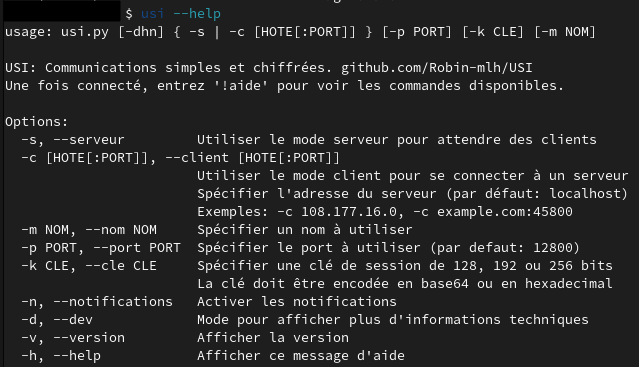 $ usi --help
usage: usi.py [-dhn] { -s | -c [HOTE[:PORT]] } [-p PORT] [-k CLE] [-m NOM]
USI: Communications simples et chiffrées. github.com/Robin-mlh/USI
Une fois connecté, entrez '!aide' pour voir les commandes disponibles.
Options:
-s, --serveur Utiliser le mode serveur pour attendre des clients
-c [HOTE[:PORT]], --client [HOTE[:PORT]]
Utiliser le mode client pour se connecter à un serveur
Spécifier l'adresse du serveur (par défaut: localhost)
Exemples: -c 108.177.16.0, -c example.com:45800
-m NOM, --nom NOM Spécifier un nom à utiliser
-p PORT, --port PORT Spécifier le port à utiliser (par defaut: 12800)
-k CLE, --cle CLE Spécifier une clé de session de 128, 192 ou 256 bits
La clé doit être encodée en base64 ou en hexadecimal
-n, --notifications Activer les notifications
-d, --dev Mode pour afficher plus d'informations techniques
-v, --version Afficher la version
-h, --help Afficher ce message d'aide